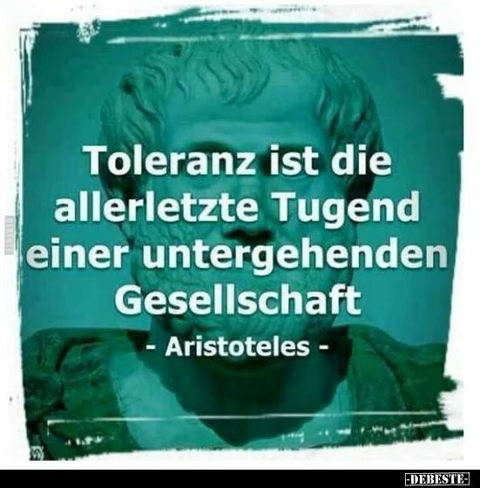 Toleranz ist die
allerletzte Tugend
einer untergehenden
Gesellschaft
- Aristoteles -
-DEBESTE-